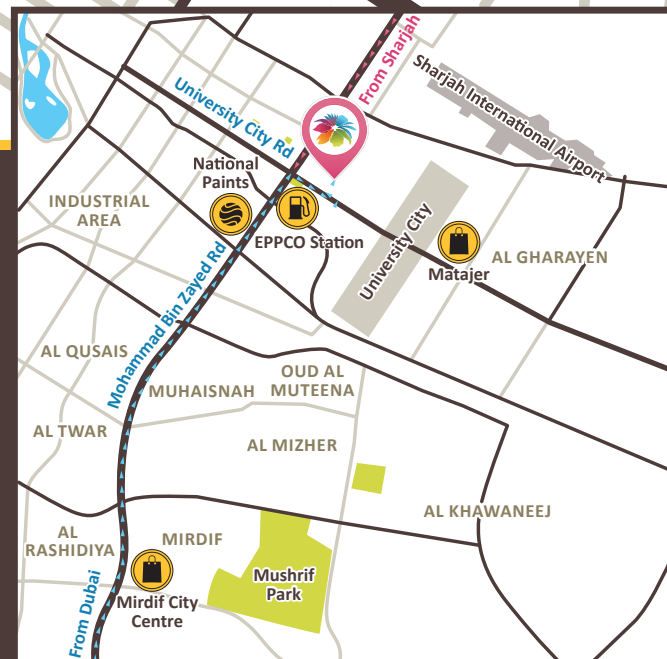 From Sharjah
Sharjah International Airport
University City Rd
National
Paints
INDUSTRIAL
AREA
EPPCO Station
University City
Matajer
AL GHARAYEN
Mohammad Bin Zayed Rd
AL QUSAIS
MUHAISNAH
OUD AL
MUTEENA
AL TWAR
AL MIZHER
AL KHAWANEEJ
AL
RASHIDIYA
MIRDIF
Mushrif
Park
Mirdif City
Centre
From Dubai